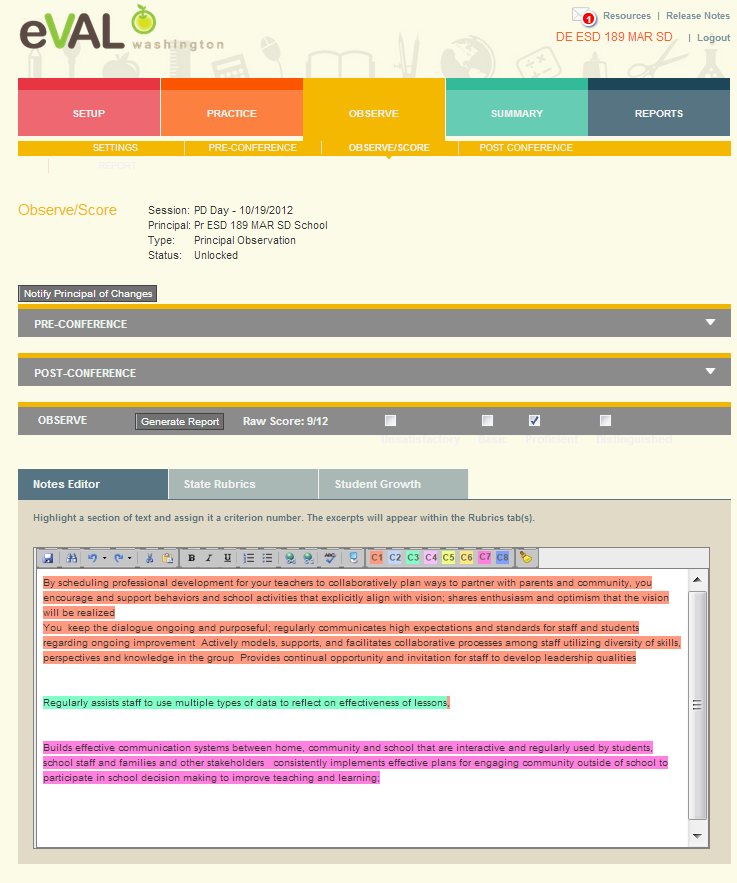 eVAL washington
1
Resources | Release Notes
DE ESD 189 MAR SD | Logout
SETUP PRACTICE OBSERVE SUMMARY REPORTS
SETTINGS PRE-CONFERENCE OBSERVE/SCORE POST CONFERENCE
REPORT
Observe/Score
Session: PD Day - 10/19/2012
Principal: Pr ESD 189 MAR SD School
Type: Principal Observation
Status: Unlocked
Notify Principal of Changes
PRE-CONFERENCE
POST-CONFERENCE
OBSERVE Generate Report Raw Score: 9/12
Unsatisfactory Basic Proficient Distinguished
Notes Editor State Rubrics Student Growth
Highlight a section of text and assign it a criterion number. The excerpts will appear within the Rubrics tab(s).
B I U ABC C1 C2 C3 C4 C5 C6 C7 C8
By scheduling professional development for your teachers to collaboratively plan ways to partner with parents and community, you
encourage and support behaviors and school activities that explicitly align with vision; shares enthusiasm and optimism that the vision
will be realized
You keep the dialogue ongoing and purposeful; regularly communicates high expectations and standards for staff and students
regarding ongoing improvement Actively models, supports, and facilitates collaborative processes among staff utilizing diversity of skills,
perspectives and knowledge in the group Provides continual opportunity and invitation for staff to develop leadership qualities
Regularly assists staff to use multiple types of data to reflect on effectiveness of lessons,
Builds effective communication systems between home, community and school that are interactive and regularly used by students,
school staff and families and other stakeholders consistently implements effective plans for engaging community outside of school to
participate in school decision making to improve teaching and learning,